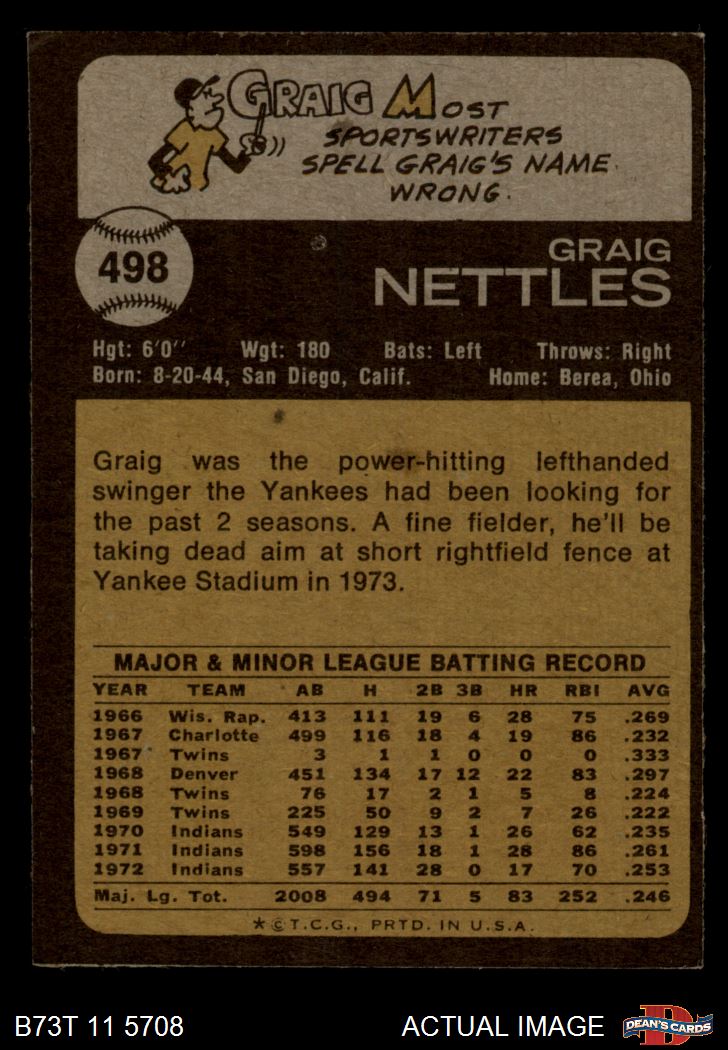 GRAIG MOST
SPORTSWRITERS
SPELL GRAIG'S NAME
WRONG.
498
GRAIG
NETTLES
Hgt: 6'0'' Wgt: 180 Bats: Left Throws: Right
Born: 8-20-44, San Diego, Calif. Home: Berea, Ohio
Graig was the power-hitting lefthanded
swinger the Yankees had been looking for
the past 2 seasons. A fine fielder, he'll be
taking dead aim at short rightfield fence at
Yankee Stadium in 1973.
MAJOR & MINOR LEAGUE BATTING RECORD
YEAR TEAM AB H 2B 3B HR RBI AVG
1966 Wis. Rap. 413 111 19 6 28 75 .269
1967 Charlotte 499 116 18 4 19 86 .232
1967 Twins 3 1 1 0 0 0 .333
1968 Denver 451 134 17 12 22 83 .297
1968 Twins 76 17 2 1 5 8 .224
1969 Twins 225 50 9 2 7 26 .222
1970 Indians 549 129 13 1 26 62 .235
1971 Indians 598 156 18 1 28 86 .261
1972 Indians 557 141 28 0 17 70 .253
Maj. Lg. Tot. 2008 494 71 5 83 252 .246
* © T.C.G., PRTD. IN U.S.A.
B73T 11 5708 ACTUAL IMAGE D DEAN'S CARDS